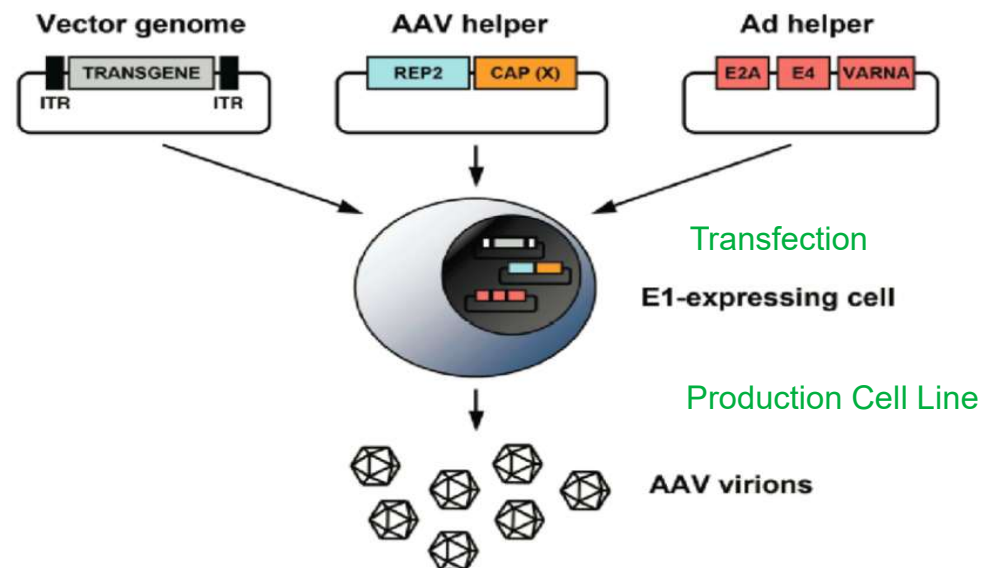 Vector genome
AAV helper
Ad helper
TRANSGENE
ITR
ITR
REP2
CAP (X)
E2A
E4
VARNA
Transfection
E1-expressing cell
Production Cell Line
AAV virions